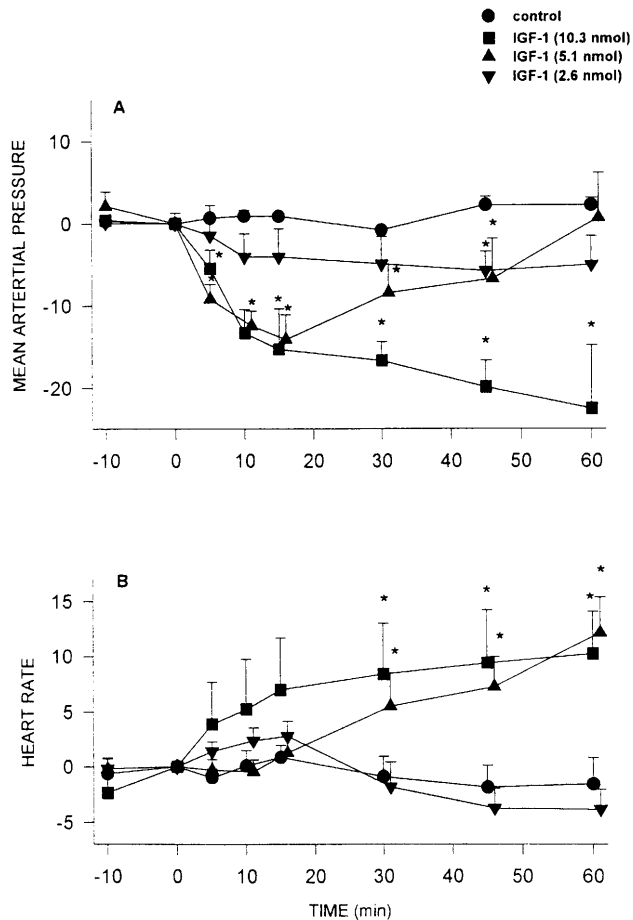 control
IGF-1 (10.3 nmol)
IGF-1 (5.1 nmol)
IGF-1 (2.6 nmol)
A
MEAN ARTERTIAL PRESSURE
10
0
-10
-20
* * * * * * * * * * * *
-10 0 10 20 30 40 50 60
B
HEART RATE
15
10
5
0
-5
* * * * * *
-10 0 10 20 30 40 50 60
TIME (min)